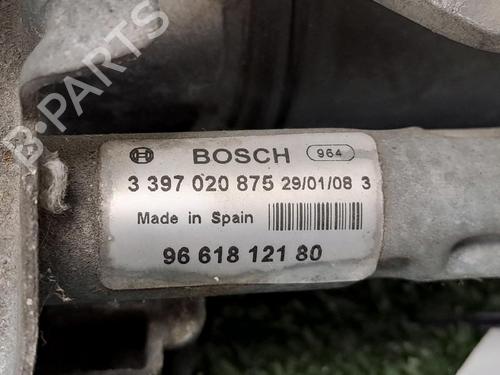 B-PARTS
BOSCH 964
3 397 020 875 29/01/08 3
Made in Spain
96 618 121 80